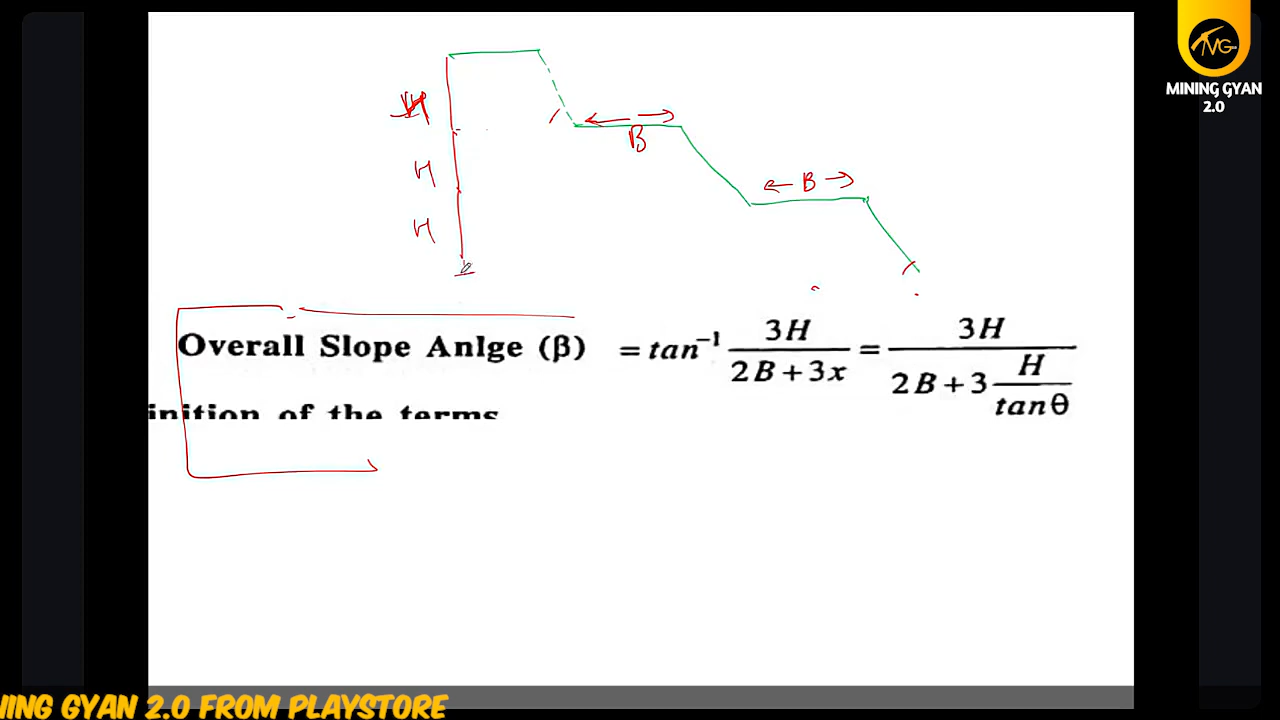 MINING GYAN
2.0
H
B
H
B
H
Overall Slope Anlge (β) = tan⁻¹ 3H / 2B + 3x = 3H / 2B + 3 H / tanθ
inition of the terms
NING GYAN 2.0 FROM PLAYSTORE